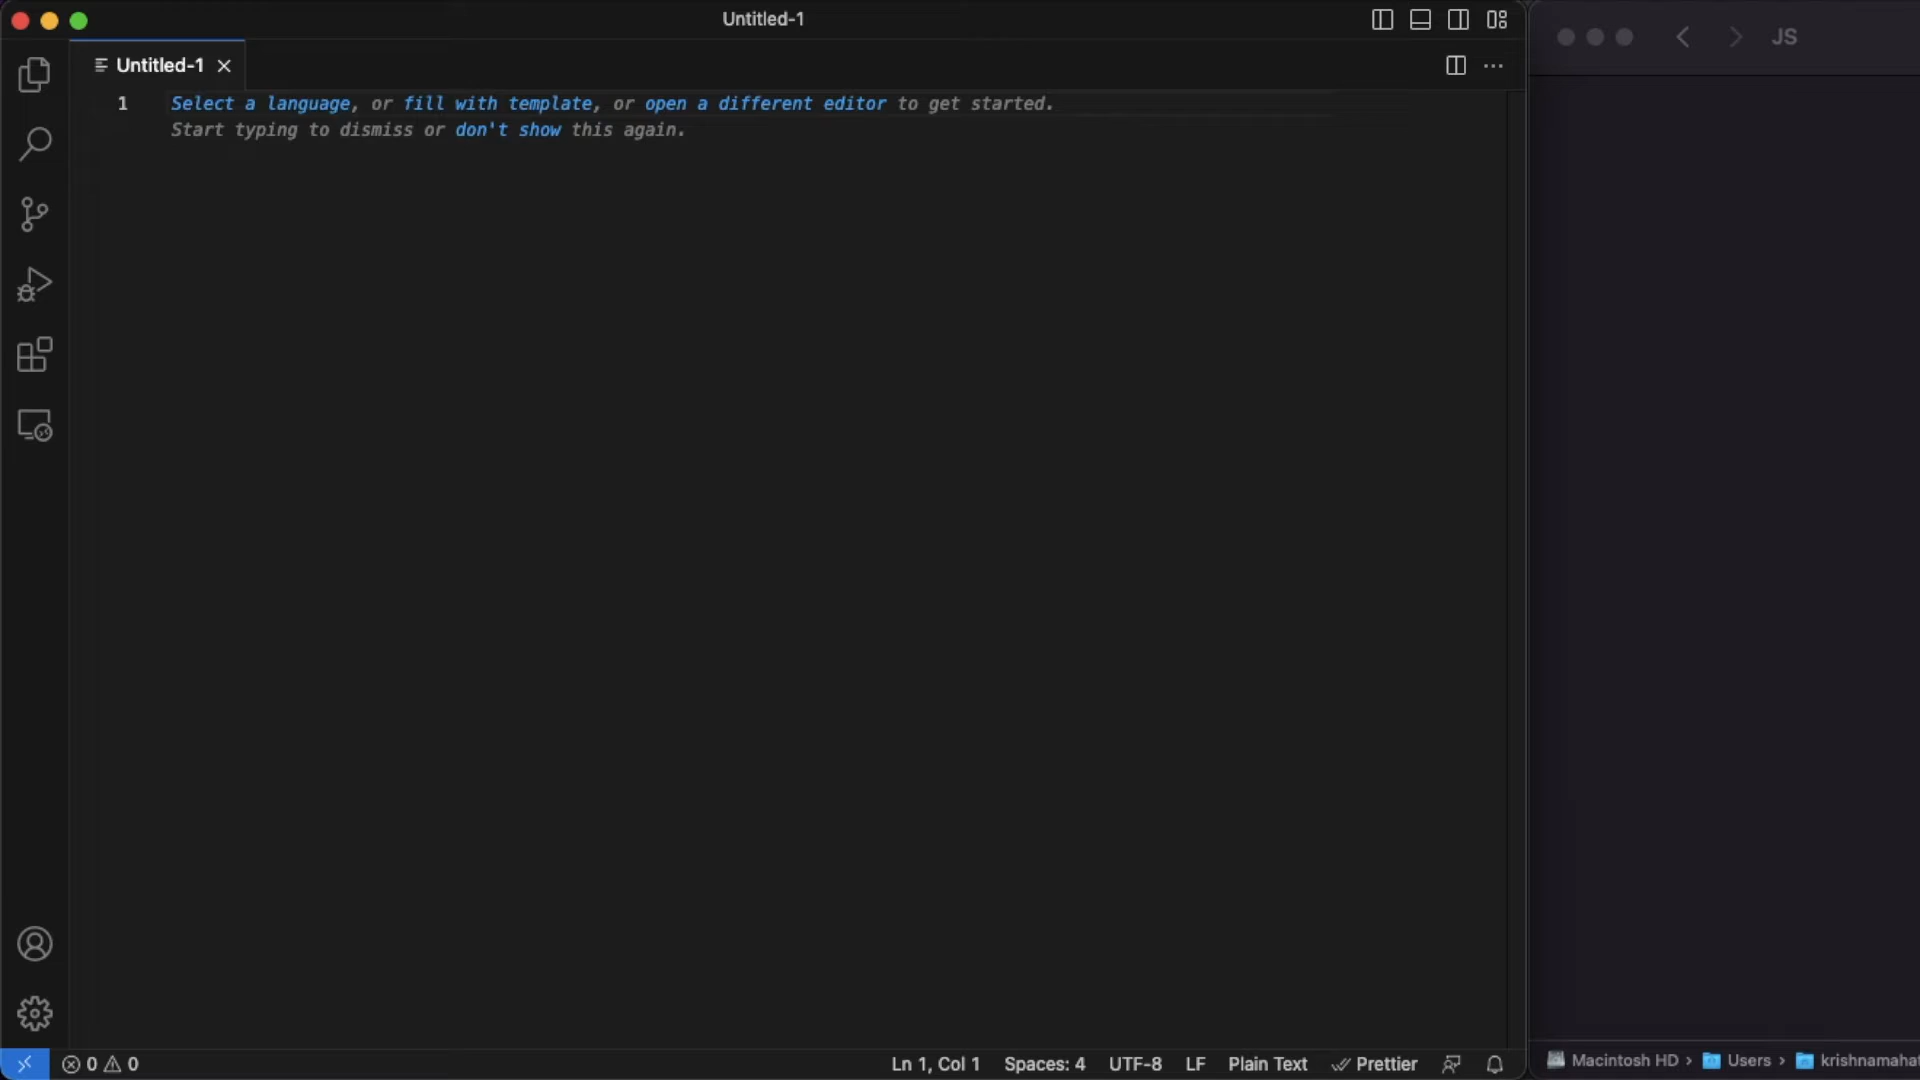 Untitled-1
JS
Untitled-1
1 Select a language, or fill with template, or open a different editor to get started.
Start typing to dismiss or don't show this again.
0 0 Ln 1, Col 1 Spaces: 4 UTF-8 LF Plain Text Prettier
Macintosh HD › Users › krishnamahat